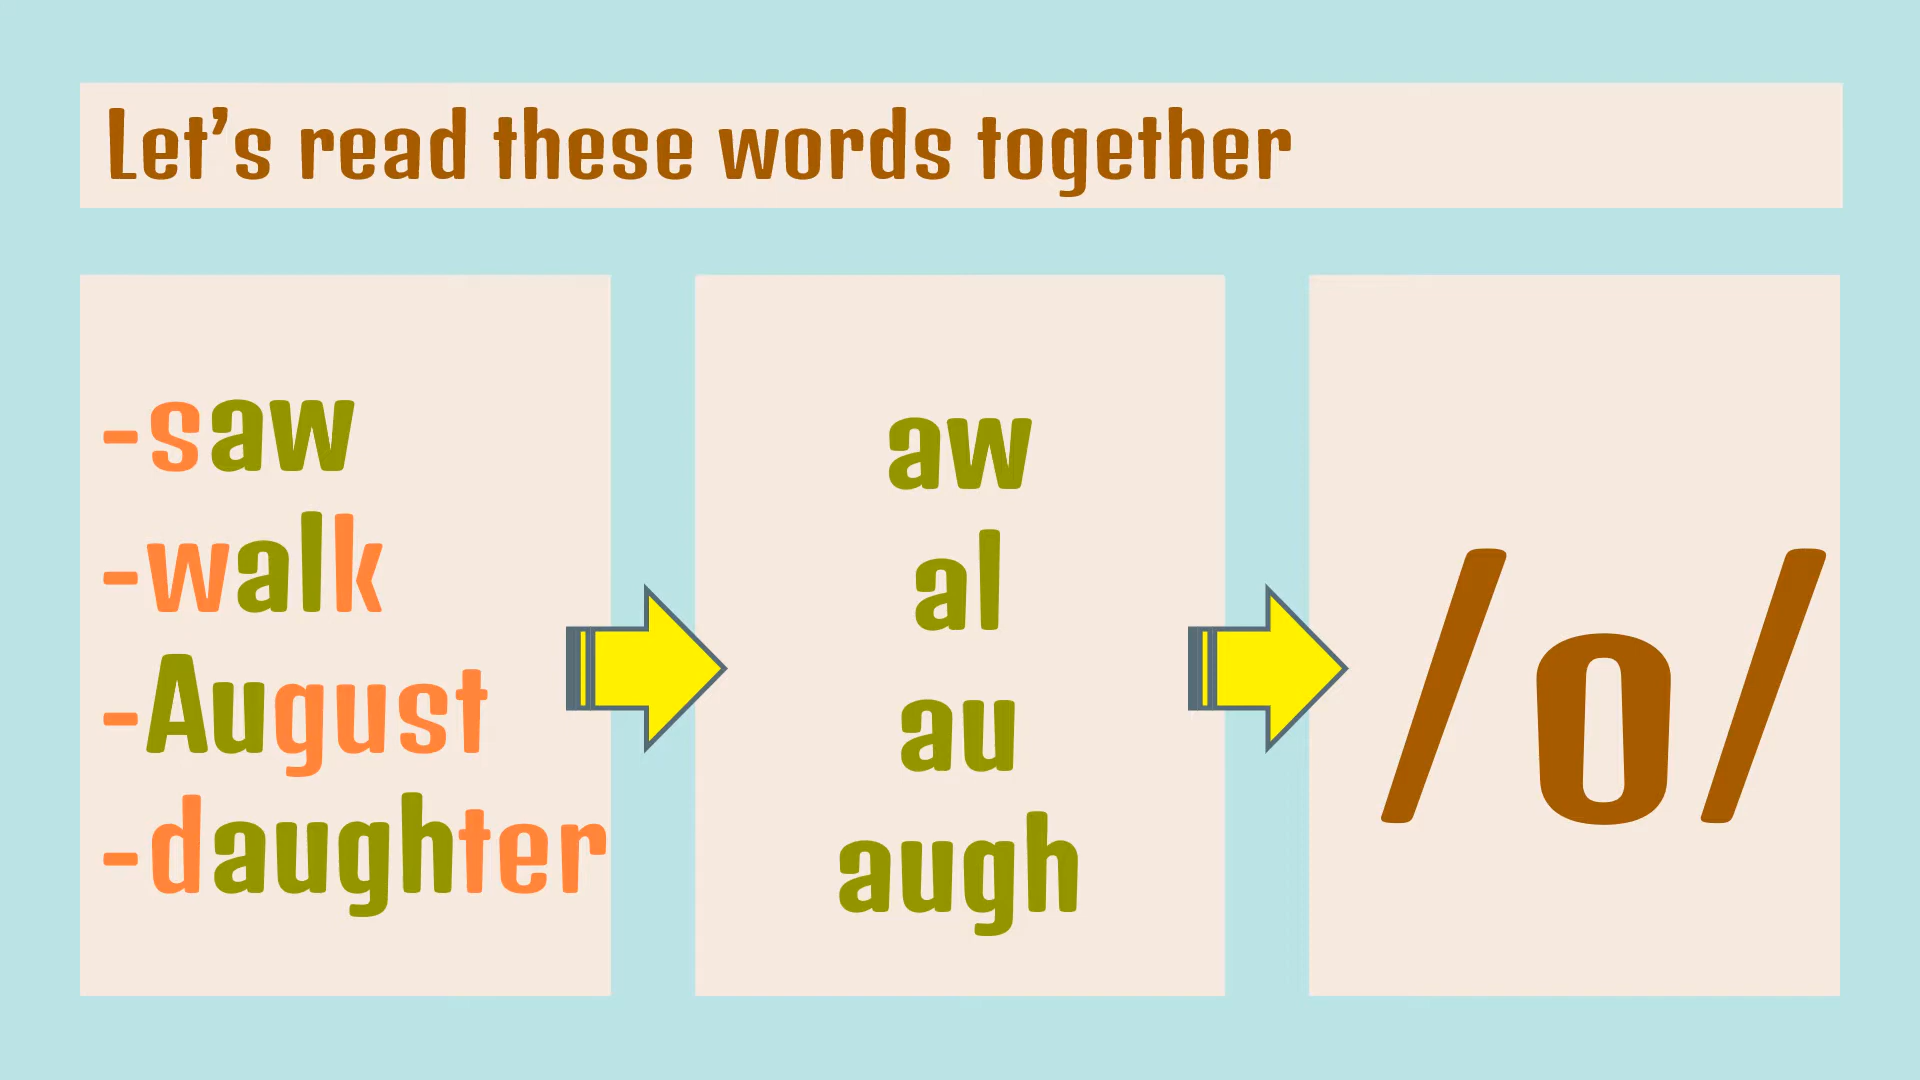 Let's read these words together
-saw
-walk
-August
-daughter
aw
al
au
augh
/o/